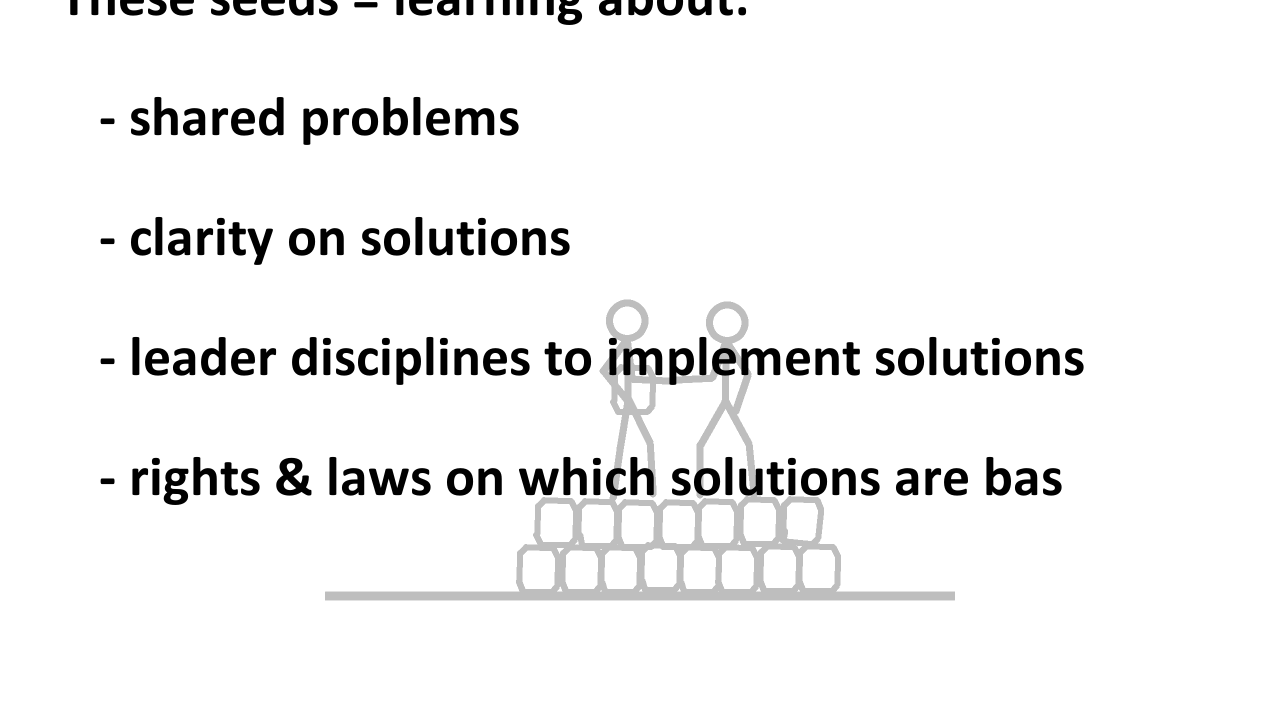 These seeds = learning about:
- shared problems
- clarity on solutions
- leader disciplines to implement solutions
- rights & laws on which solutions are bas